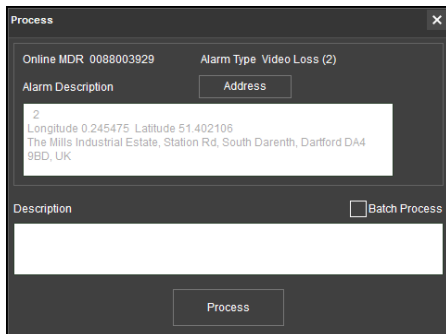 Process
Online MDR 0088003929 Alarm Type Video Loss (2)
Alarm Description Address
2
Longitude 0.245475 Latitude 51.402106
The Mills Industrial Estate, Station Rd, South Darenth, Dartford DA4
9BD, UK
Description Batch Process
Process